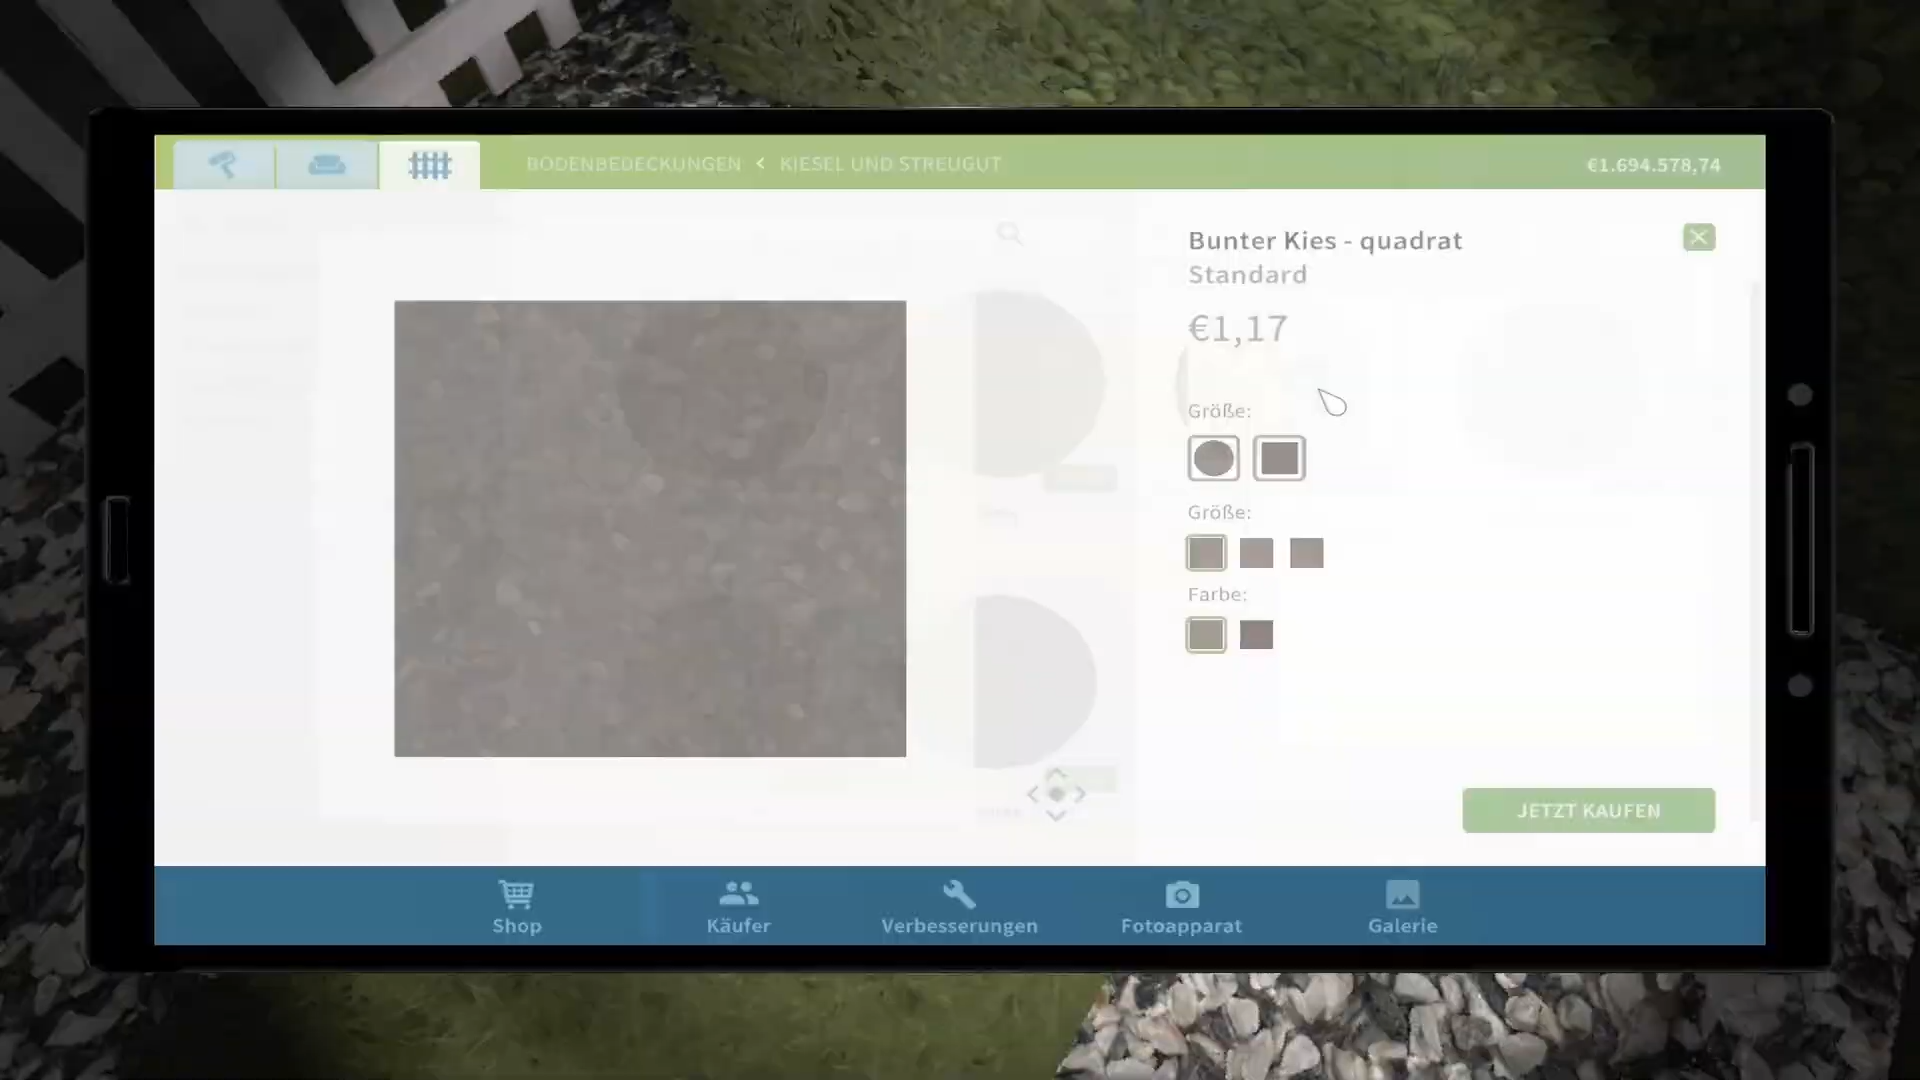 BODENBEDECKUNGEN < KIESEL UND STREUGUT
€1.694.578,74
Bunter Kies - quadrat
Standard
€1,17
Größe:
Größe:
Farbe:
JETZT KAUFEN
Shop
Käufer
Verbesserungen
Fotoapparat
Galerie